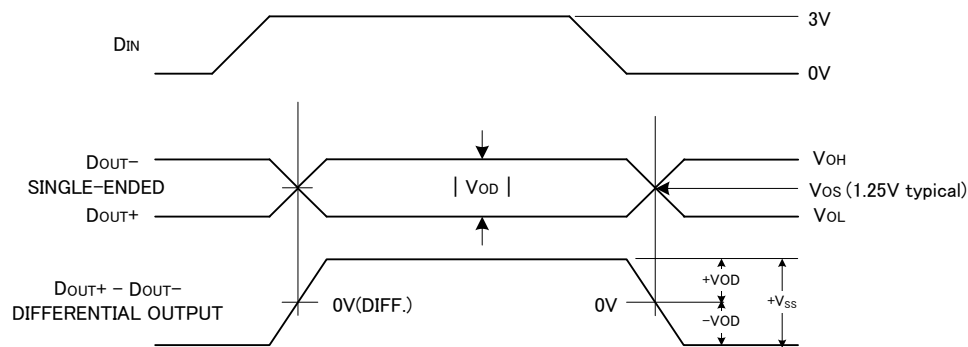 3V
DIN
0V
DOUT-
VOH
SINGLE-ENDED
| VOD |
VOS (1.25V typical)
DOUT+
VOL
DOUT+ - DOUT-
DIFFERENTIAL OUTPUT
0V(DIFF.)
0V
+VOD
-VOD
+VSS